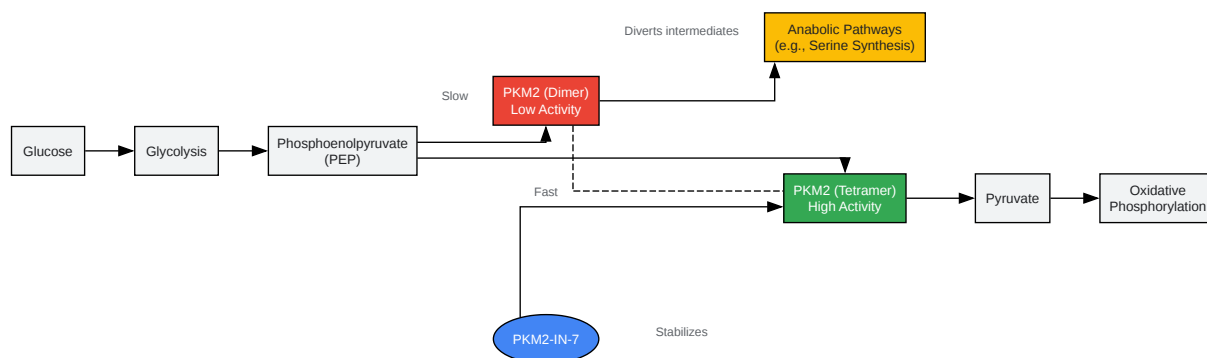 Diverts intermediates
Anabolic Pathways
(e.g., Serine Synthesis)
Slow
PKM2 (Dimer)
Low Activity
Glucose
Glycolysis
Phosphoenolpyruvate
(PEP)
Fast
PKM2 (Tetramer)
High Activity
Pyruvate
Oxidative
Phosphorylation
PKM2-IN-7
Stabilizes